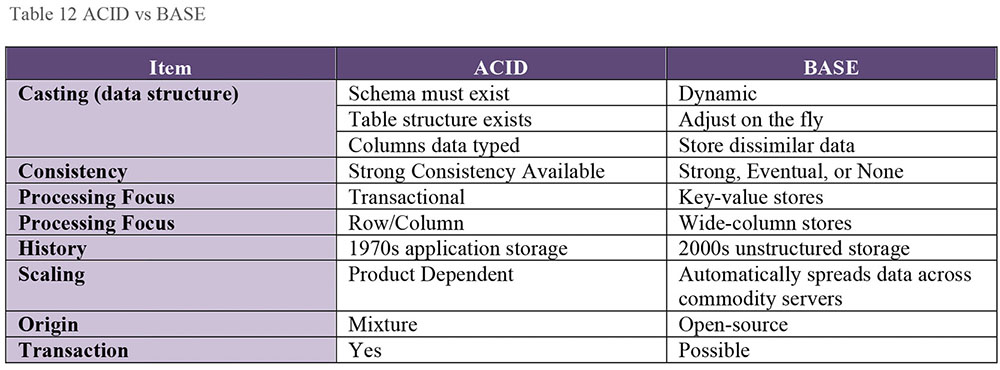 Table 12 ACID vs BASE
Item ACID BASE
Casting (data structure) Schema must exist Dynamic
Table structure exists Adjust on the fly
Columns data typed Store dissimilar data
Consistency Strong Consistency Available Strong, Eventual, or None
Processing Focus Transactional Key-value stores
Processing Focus Row/Column Wide-column stores
History 1970s application storage 2000s unstructured storage
Scaling Product Dependent Automatically spreads data across
commodity servers
Origin Mixture Open-source
Transaction Yes Possible